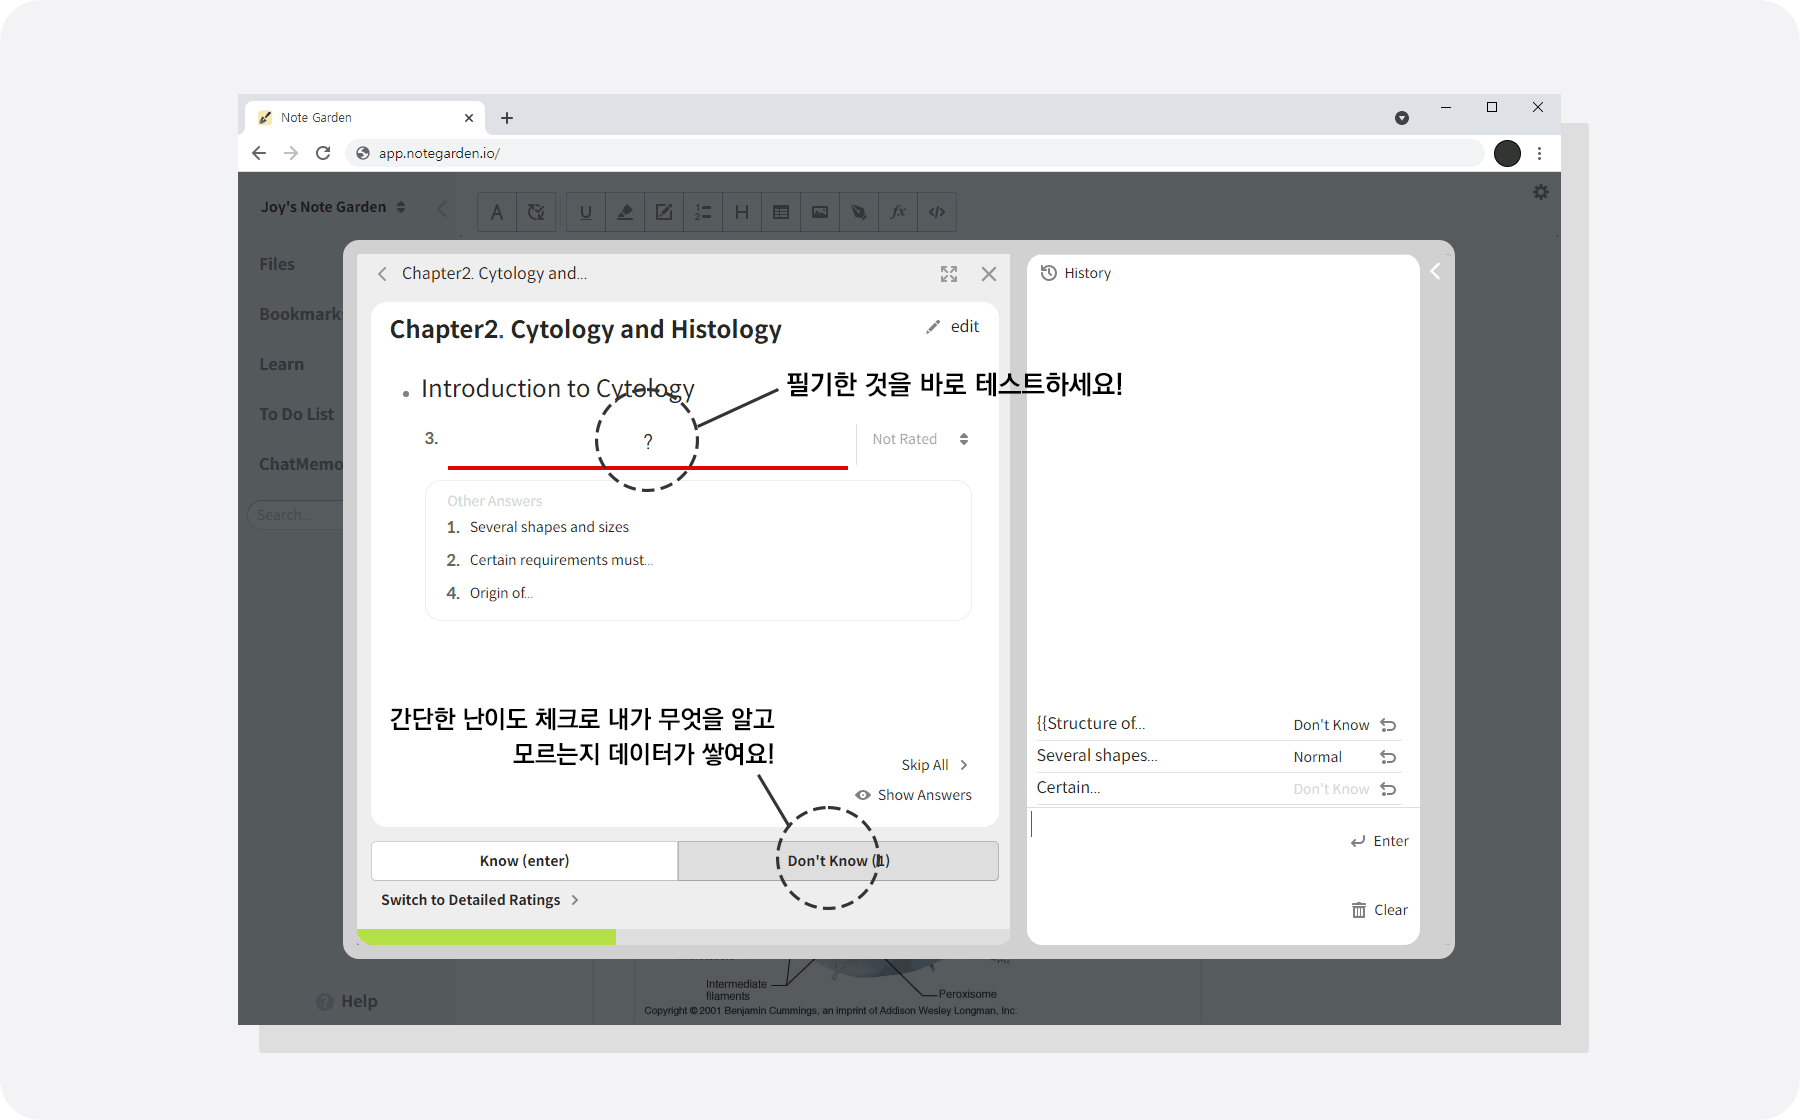 Note Garden
app.notegarden.io/
Joy's Note Garden
Files
Bookmarks
Learn
To Do List
ChatMemo
Search...
Help
Chapter2. Cytology and...
Chapter2. Cytology and Histology
edit
Introduction to Cytology
필기한 것을 바로 테스트하세요!
3.
?
Not Rated
Other Answers
1. Several shapes and sizes
2. Certain requirements must...
4. Origin of...
간단한 난이도 체크로 내가 무엇을 알고
모르는지 데이터가 쌓여요!
Skip All
Show Answers
Know (enter)
Don't Know (1)
Switch to Detailed Ratings
History
{{Structure of...
Don't Know
Several shapes...
Normal
Certain...
Don't Know
Enter
Clear
Intermediate
filaments
Peroxisome
Copyright © 2001 Benjamin Cummings, an imprint of Addison Wesley Longman, Inc.